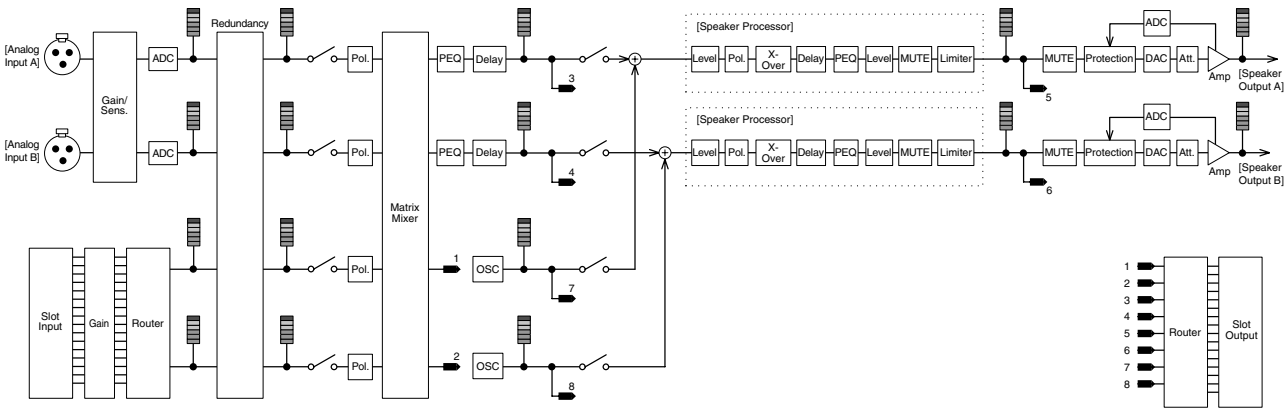 Redundancy
[Speaker Processor]
ADC
[Analog
Input A]
Gain/
Sens.
ADC
Pol.
Matrix
Mixer
PEQ
Delay
3
Level
Pol.
X-
Over
Delay
PEQ
Level
MUTE
Limiter
5
MUTE
Protection
DAC
Att.
Amp
[Speaker
Output A]
[Speaker Processor]
ADC
[Analog
Input B]
ADC
PEQ
Delay
4
Level
Pol.
X-
Over
Delay
PEQ
Level
MUTE
Limiter
6
MUTE
Protection
DAC
Att.
Amp
[Speaker
Output B]
Slot
Input
Gain
Router
Pol.
1
OSC
7
Pol.
2
OSC
8
1
2
3
4
5
6
7
8
Router
Slot
Output